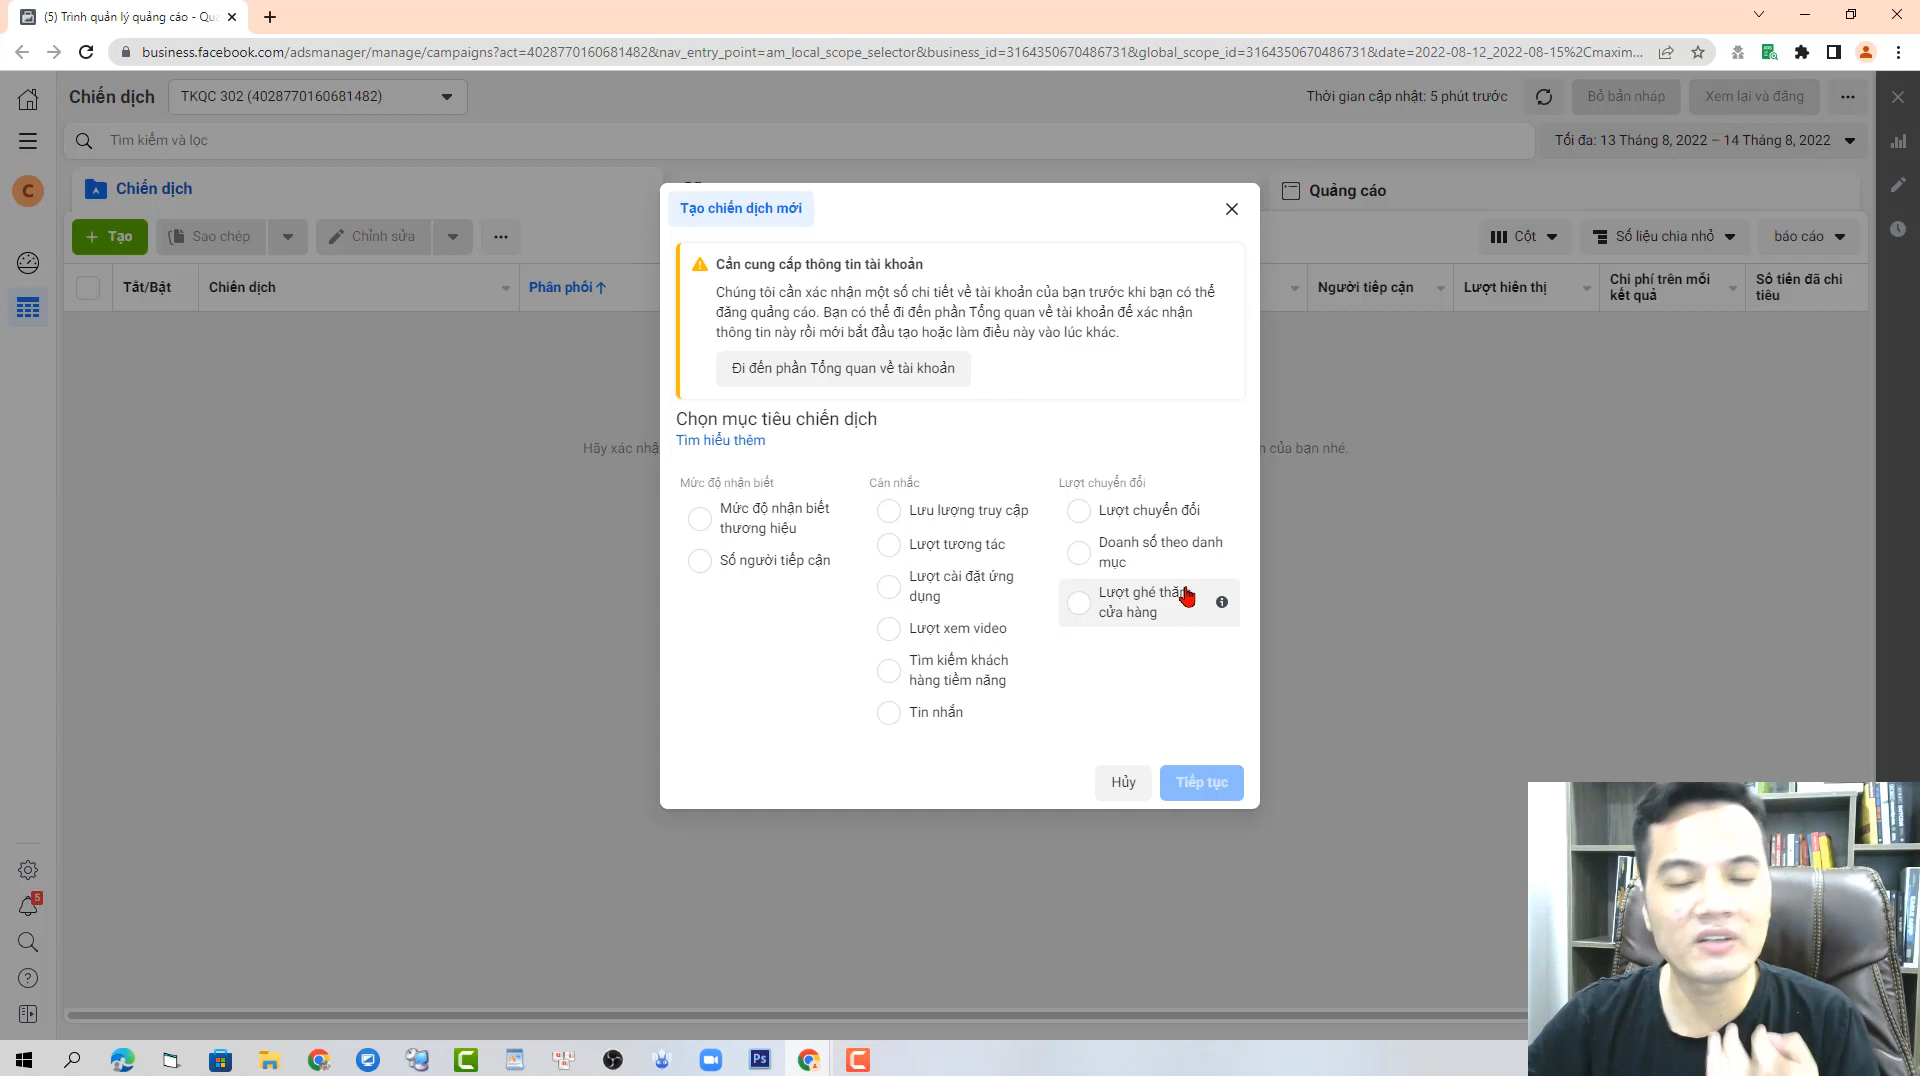 (5) Trình quản lý quảng cáo - Qu
business.facebook.com/adsmanager/manage/campaigns?act=4028770160681482&nav_entry_point=am_local_scope_selector&business_id=3164350670486731&global_scope_id=3164350670486731&date=2022-08-12_2022-08-15%2Cmaxim...
Chiến dịch
TKQC 302 (4028770160681482)
Thời gian cập nhật: 5 phút trước
Bỏ bản nháp
Xem lại và đăng
Tìm kiếm và lọc
Tối đa: 13 Tháng 8, 2022 – 14 Tháng 8, 2022
C
Chiến dịch
Quảng cáo
+ Tạo
Sao chép
Chỉnh sửa
Cột
Số liệu chia nhỏ
báo cáo
Tắt/Bật
Chiến dịch
Phân phối↑
Người tiếp cận
Lượt hiển thị
Chi phí trên mỗi
kết quả
Số tiền đã chi
tiêu
Hãy xác nhậ
n của bạn nhé.
Tạo chiến dịch mới
Cần cung cấp thông tin tài khoản
Chúng tôi cần xác nhận một số chi tiết về tài khoản của bạn trước khi bạn có thể
đăng quảng cáo. Bạn có thể đi đến phần Tổng quan về tài khoản để xác nhận
thông tin này rồi mới bắt đầu tạo hoặc làm điều này vào lúc khác.
Đi đến phần Tổng quan về tài khoản
Chọn mục tiêu chiến dịch
Tìm hiểu thêm
Mức độ nhận biết
Mức độ nhận biết
thương hiệu
Số người tiếp cận
Cân nhắc
Lưu lượng truy cập
Lượt tương tác
Lượt cài đặt ứng
dụng
Lượt xem video
Tìm kiếm khách
hàng tiềm năng
Tin nhắn
Lượt chuyển đổi
Lượt chuyển đổi
Doanh số theo danh
mục
Lượt ghé thăm
cửa hàng
Hủy
Tiếp tục
5
Ps